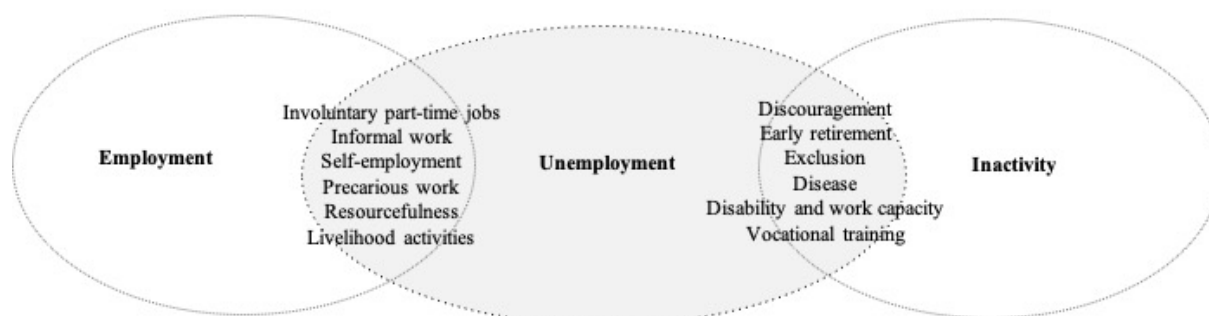 Employment
Involuntary part-time jobs
Informal work
Self-employment
Precarious work
Resourcefulness
Livelihood activities
Unemployment
Discouragement
Early retirement
Exclusion
Disease
Disability and work capacity
Vocational training
Inactivity